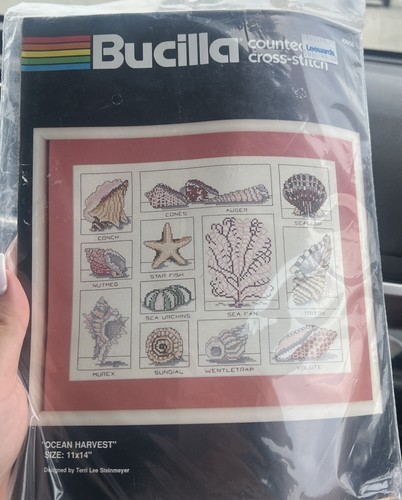 Bucilla®
counted
cross-stitch
Leewards
CONCH
CONES
AUGER
SCALLOP
NUTMEG
STAR FISH
SEA URCHINS
SEA FAN
TRITON
MUREX
SUNDIAL
WENTLETRAP
VOLUTE
"OCEAN HARVEST"
SIZE: 11x14"
Designed by Terri Lee Steinmeyer